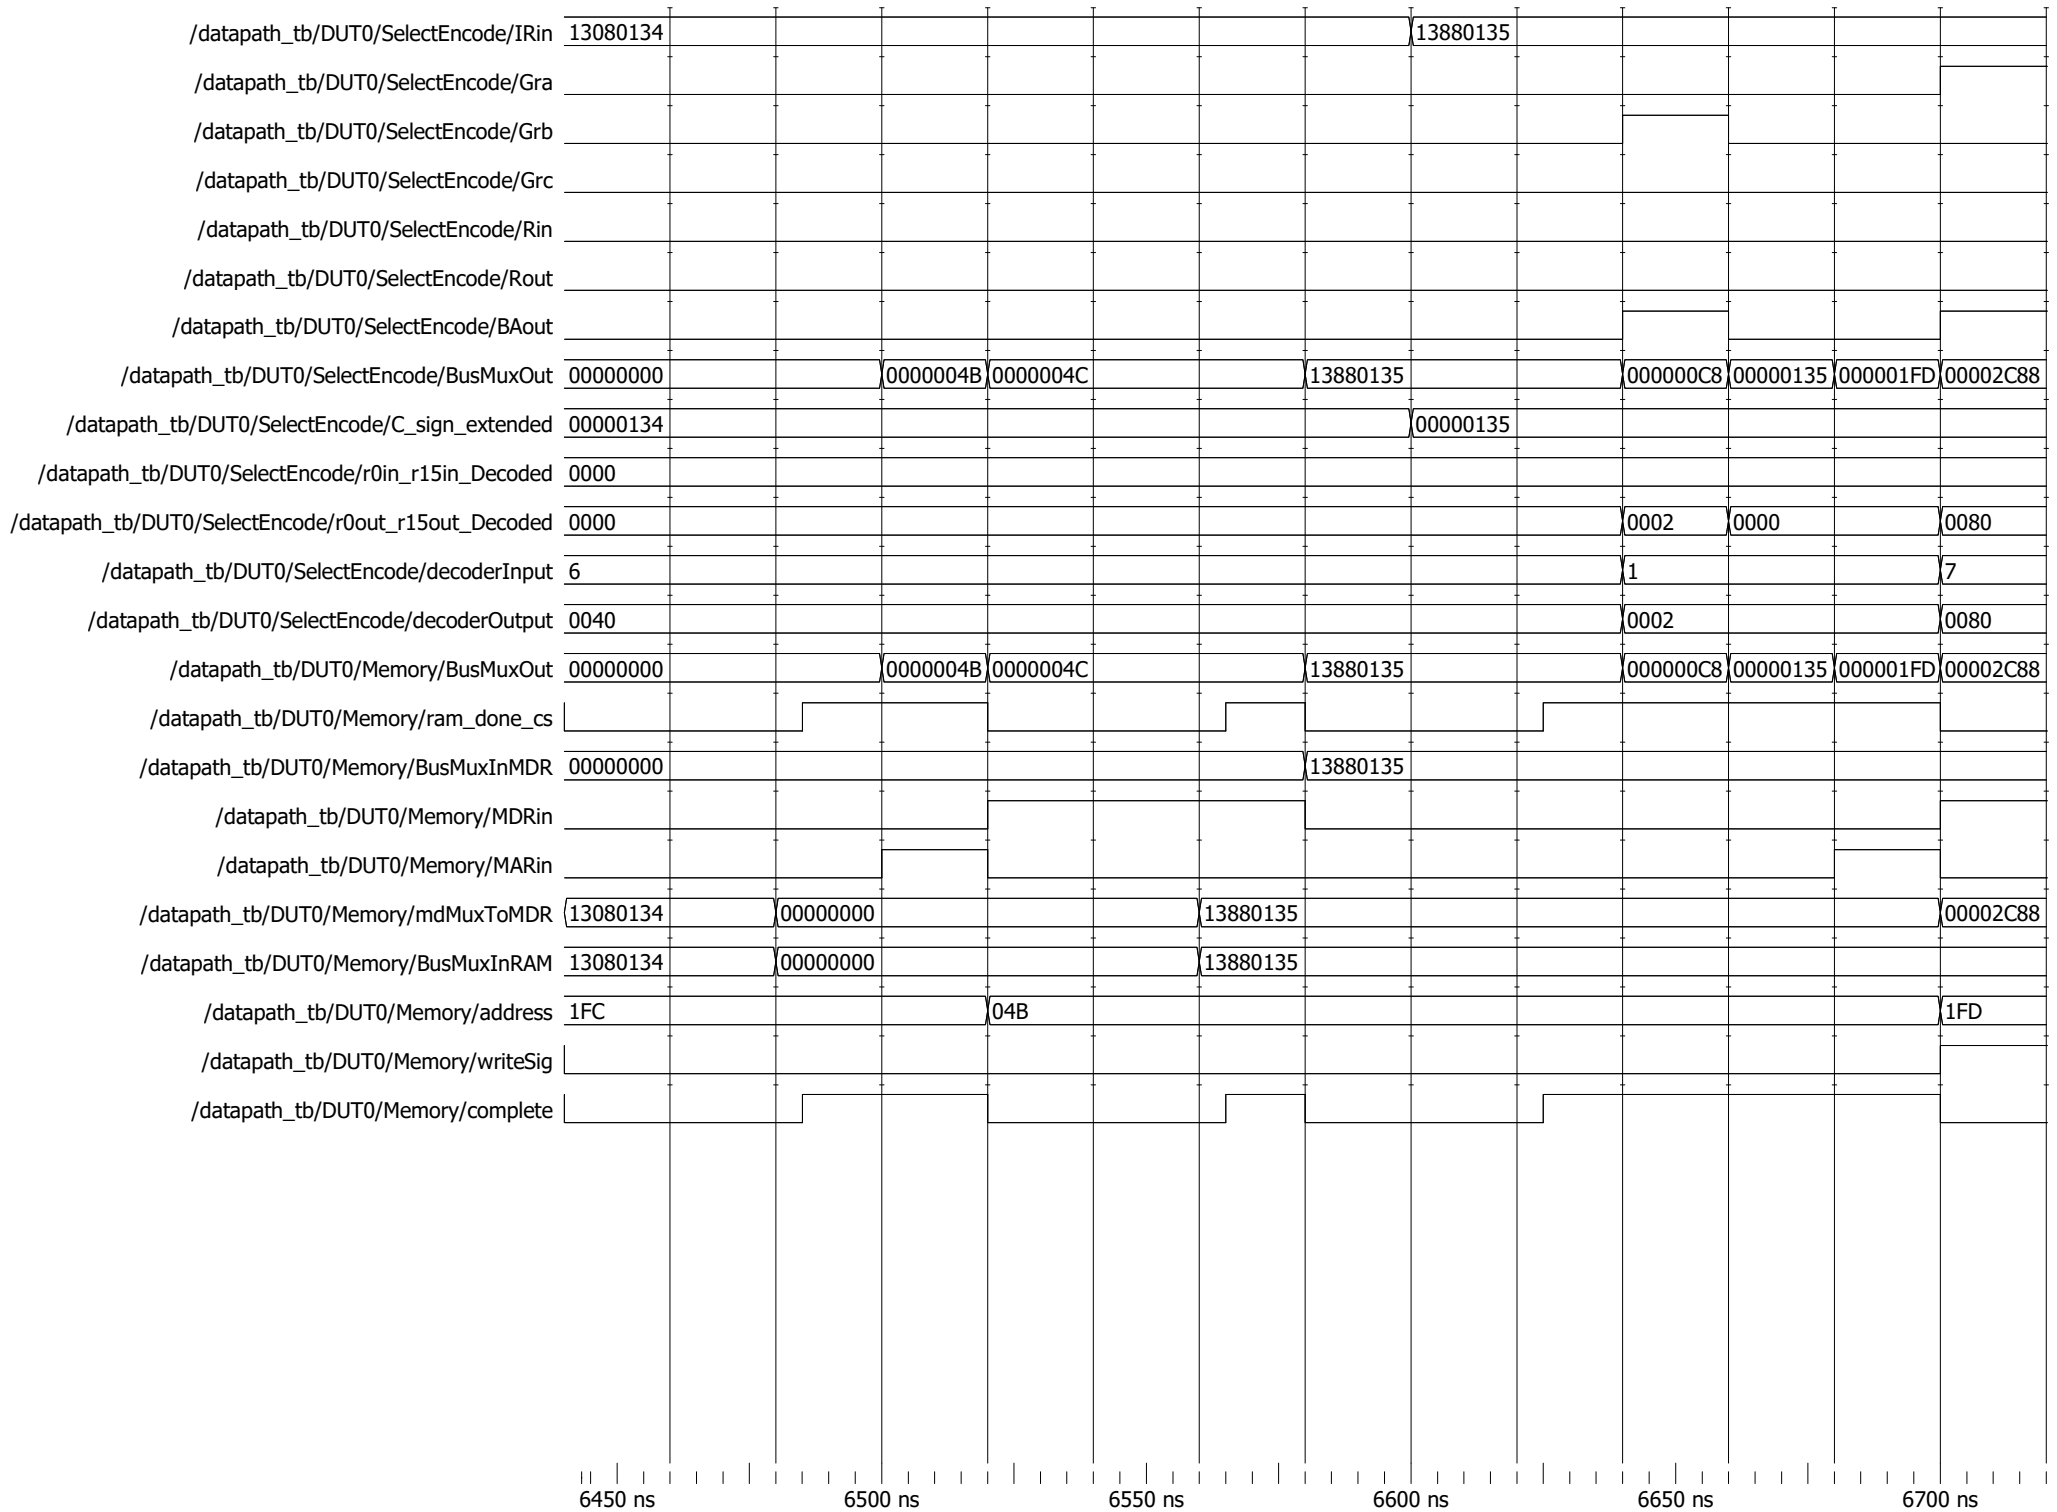 /datapath_tb/DUT0/SelectEncode/IRin 13080134 13880135
/datapath_tb/DUT0/SelectEncode/Gra
/datapath_tb/DUT0/SelectEncode/Grb
/datapath_tb/DUT0/SelectEncode/Grc
/datapath_tb/DUT0/SelectEncode/Rin
/datapath_tb/DUT0/SelectEncode/Rout
/datapath_tb/DUT0/SelectEncode/BAout
/datapath_tb/DUT0/SelectEncode/BusMuxOut 00000000 0000004B 0000004C 13880135 000000C8 00000135 000001FD 00002C88
/datapath_tb/DUT0/SelectEncode/C_sign_extended 00000134 00000135
/datapath_tb/DUT0/SelectEncode/r0in_r15in_Decoded 0000
/datapath_tb/DUT0/SelectEncode/r0out_r15out_Decoded 0000 0002 0000 0080
/datapath_tb/DUT0/SelectEncode/decoderInput 6 1 7
/datapath_tb/DUT0/SelectEncode/decoderOutput 0040 0002 0080
/datapath_tb/DUT0/Memory/BusMuxOut 00000000 0000004B 0000004C 13880135 000000C8 00000135 000001FD 00002C88
/datapath_tb/DUT0/Memory/ram_done_cs
/datapath_tb/DUT0/Memory/BusMuxInMDR 00000000 13880135
/datapath_tb/DUT0/Memory/MDRin
/datapath_tb/DUT0/Memory/MARin
/datapath_tb/DUT0/Memory/mdMuxToMDR 13080134 00000000 13880135 00002C88
/datapath_tb/DUT0/Memory/BusMuxInRAM 13080134 00000000 13880135
/datapath_tb/DUT0/Memory/address 1FC 04B 1FD
/datapath_tb/DUT0/Memory/writeSig
/datapath_tb/DUT0/Memory/complete
6450 ns 6500 ns 6550 ns 6600 ns 6650 ns 6700 ns